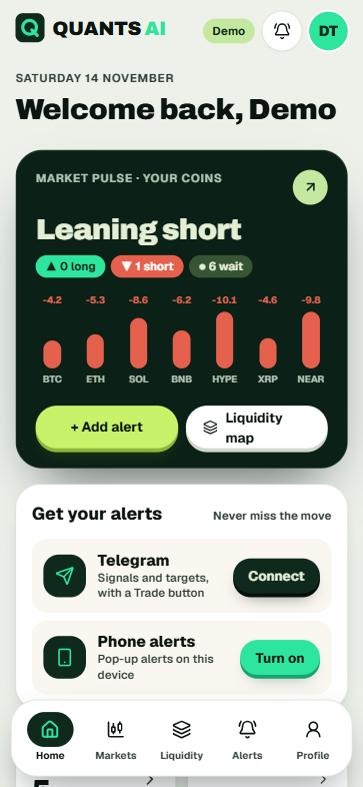 QUANTS AI
Demo
DT
SATURDAY 14 NOVEMBER
Welcome back, Demo
MARKET PULSE · YOUR COINS
Leaning short
▲ 0 long
▼ 1 short
● 6 wait
-4.2 -5.3 -8.6 -6.2 -10.1 -4.6 -9.8
BTC ETH SOL BNB HYPE XRP NEAR
+ Add alert
Liquidity
map
Get your alerts
Never miss the move
Telegram
Signals and targets,
with a Trade button
Connect
Phone alerts
Pop-up alerts on this
device
Turn on
Home Markets Liquidity Alerts Profile